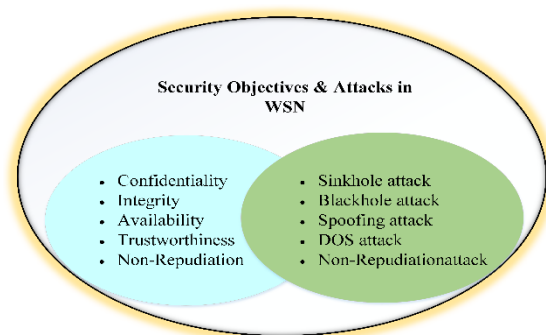 Security Objectives & Attacks in
WSN
• Confidentiality
• Integrity
• Availability
• Trustworthiness
• Non-Repudiation
• Sinkhole attack
• Blackhole attack
• Spoofing attack
• DOS attack
• Non-Repudiationattack